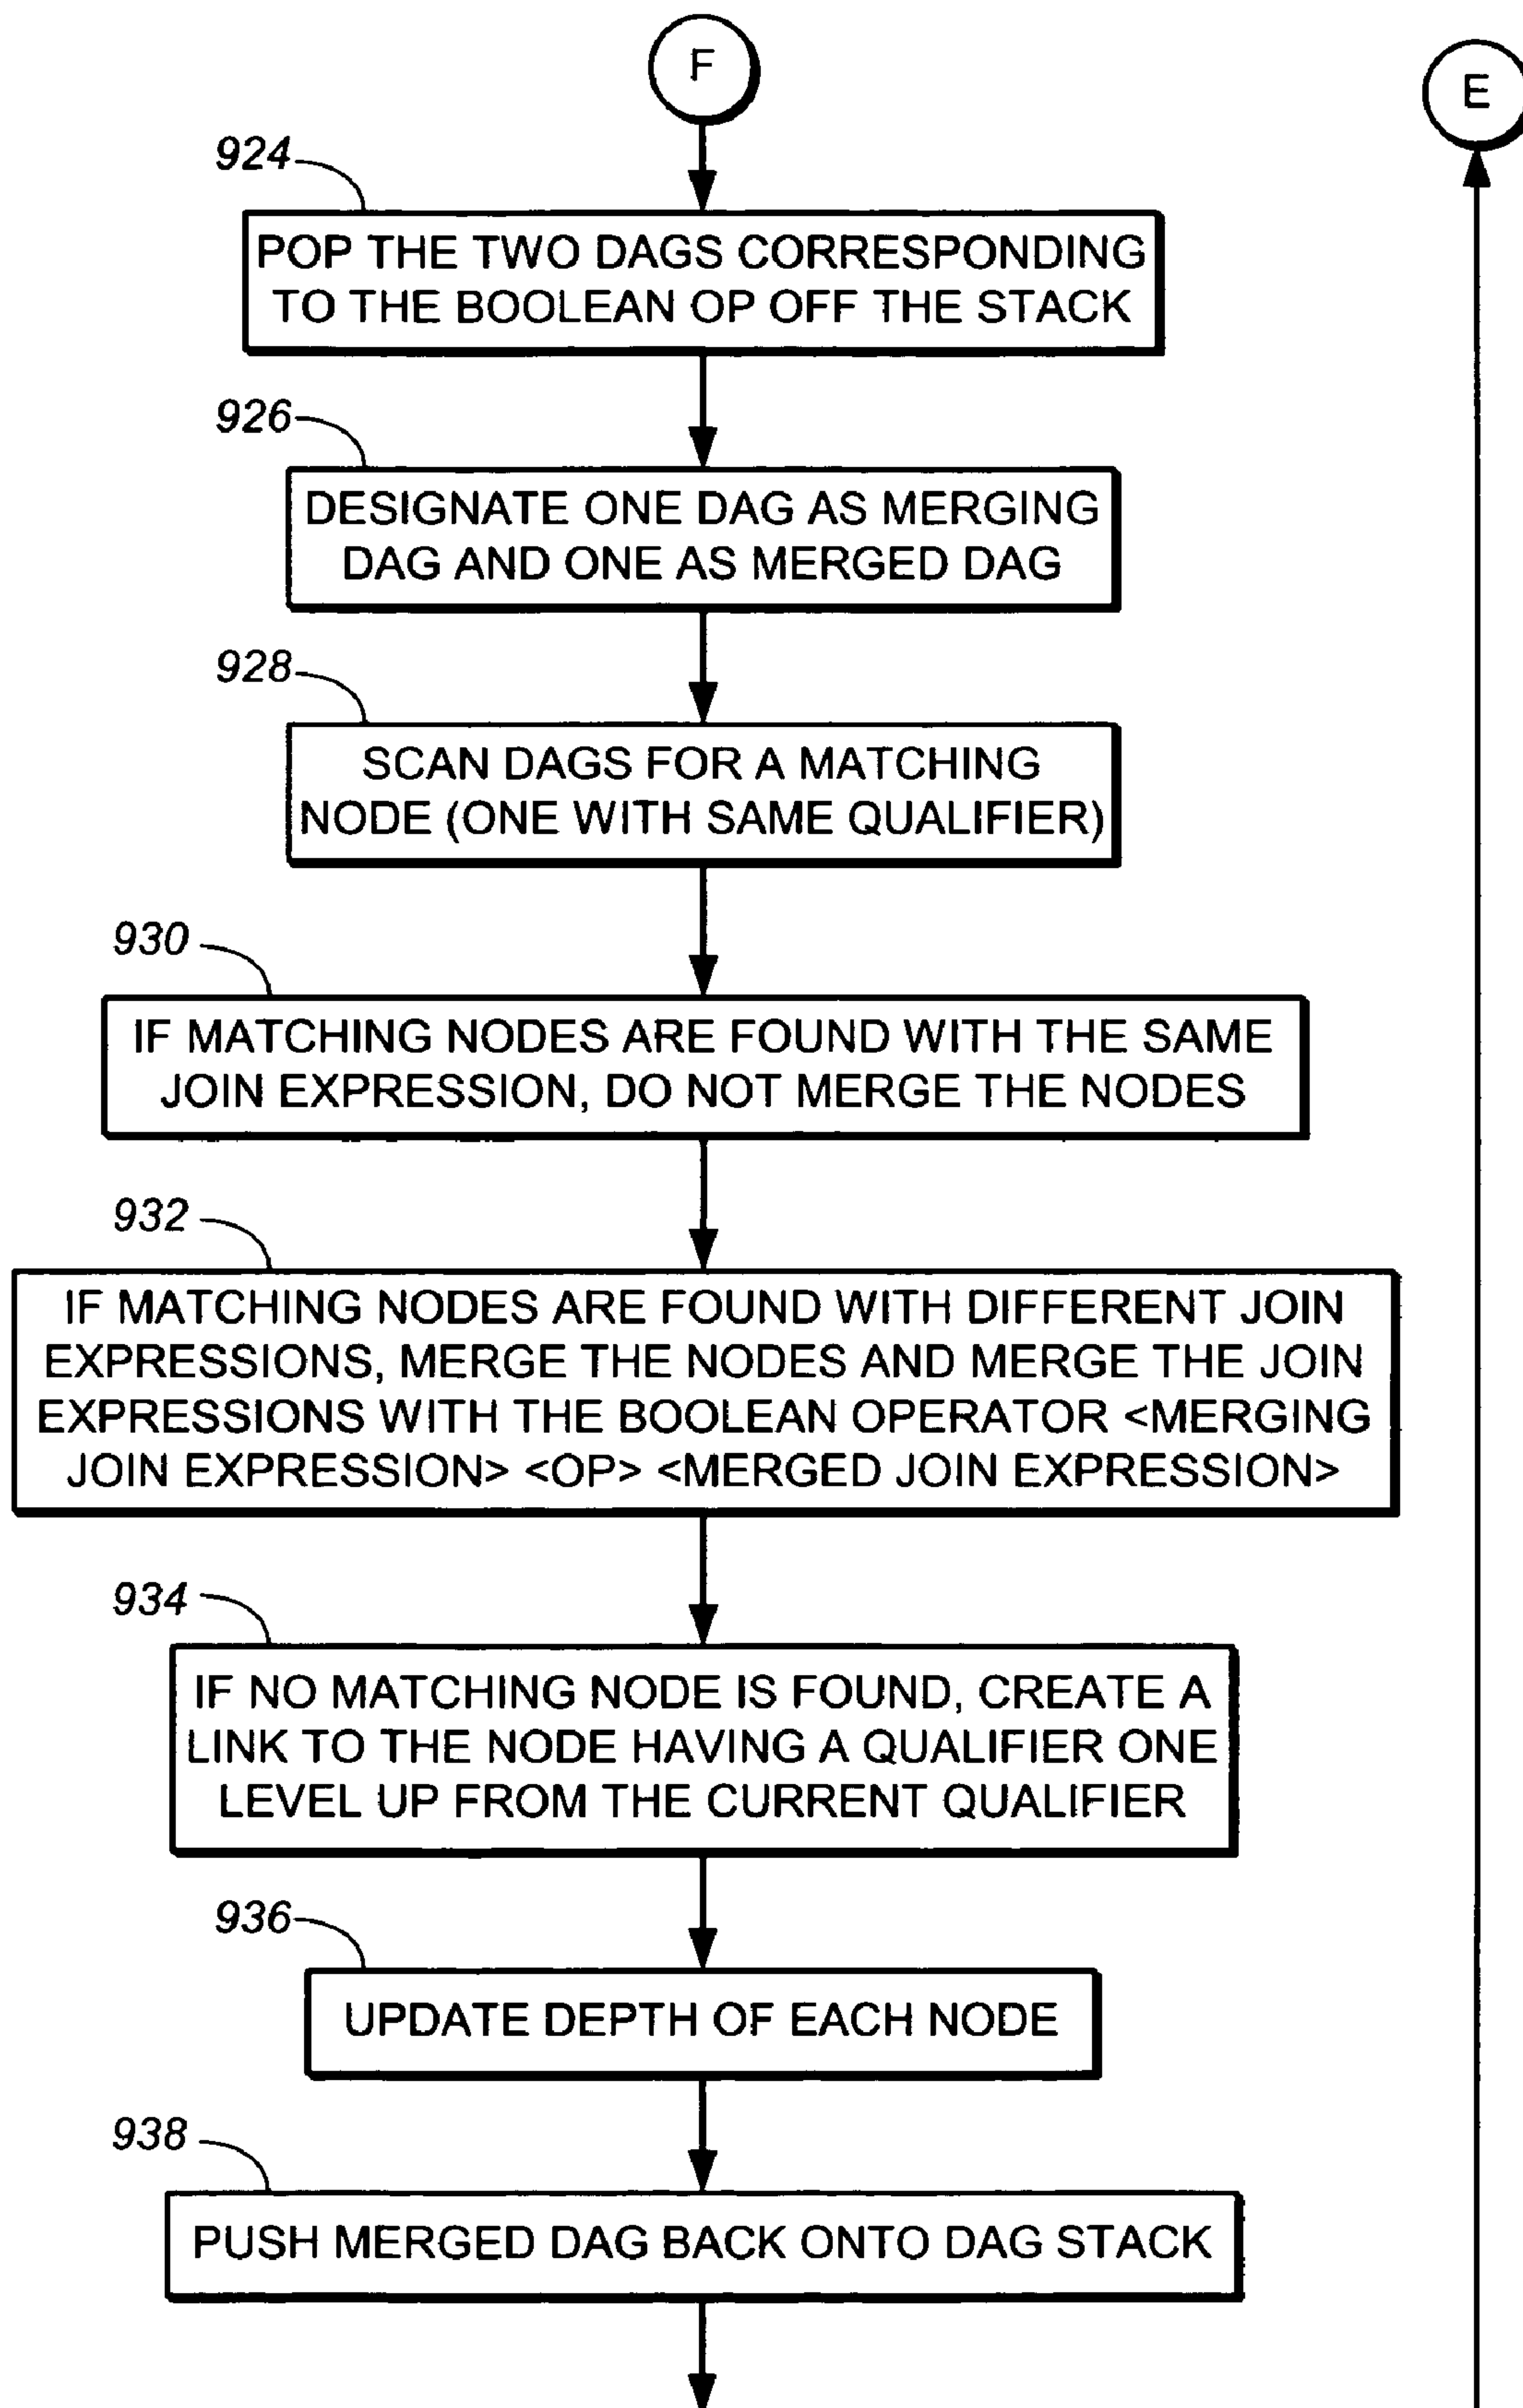 F
E
924
POP THE TWO DAGS CORRESPONDING
TO THE BOOLEAN OP OFF THE STACK
926
DESIGNATE ONE DAG AS MERGING
DAG AND ONE AS MERGED DAG
928
SCAN DAGS FOR A MATCHING
NODE (ONE WITH SAME QUALIFIER)
930
IF MATCHING NODES ARE FOUND WITH THE SAME
JOIN EXPRESSION, DO NOT MERGE THE NODES
932
IF MATCHING NODES ARE FOUND WITH DIFFERENT JOIN
EXPRESSIONS, MERGE THE NODES AND MERGE THE JOIN
EXPRESSIONS WITH THE BOOLEAN OPERATOR <MERGING
JOIN EXPRESSION> <OP> <MERGED JOIN EXPRESSION>
934
IF NO MATCHING NODE IS FOUND, CREATE A
LINK TO THE NODE HAVING A QUALIFIER ONE
LEVEL UP FROM THE CURRENT QUALIFIER
936
UPDATE DEPTH OF EACH NODE
938
PUSH MERGED DAG BACK ONTO DAG STACK